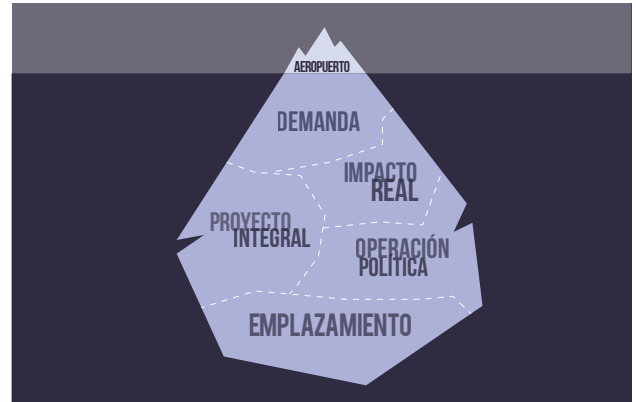 AEROPUERTO
DEMANDA
IMPACTO
REAL
PROYECTO
INTEGRAL
OPERACIÓN
POLÍTICA
EMPLAZAMIENTO